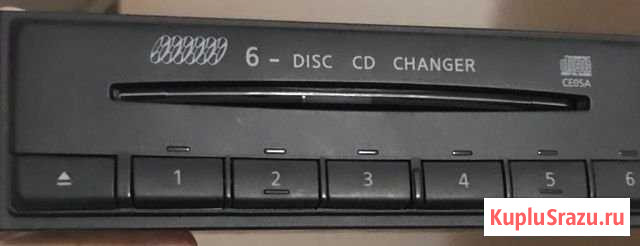 6 - DISC CD CHANGER
CE05A
1 2 3 4 5 6
KupluSrazu.ru